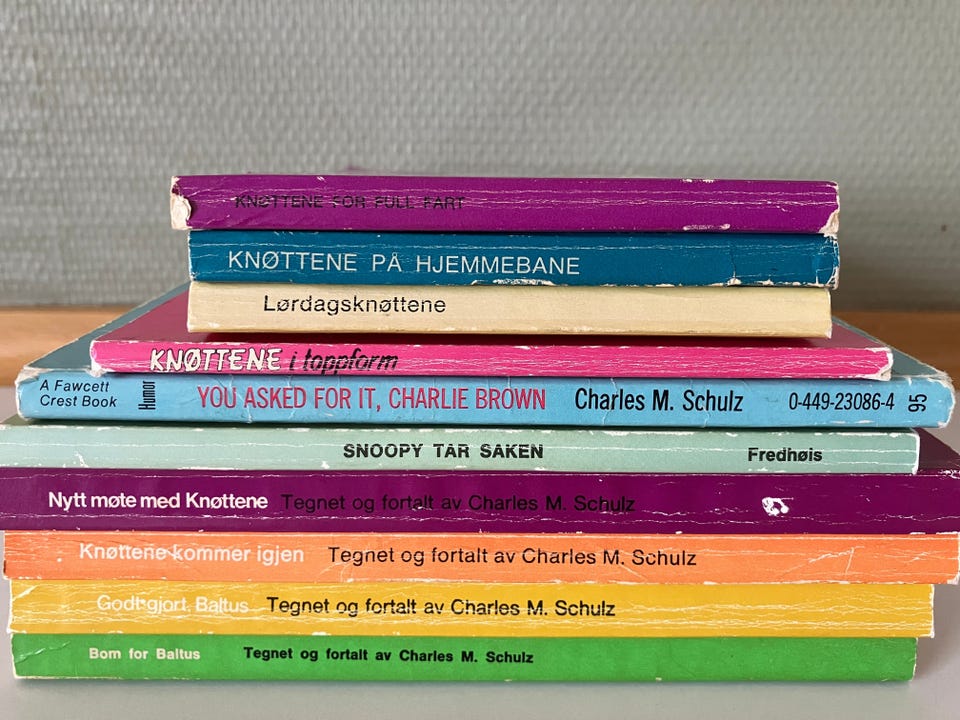 KNØTTENE FOR FULL FART
KNØTTENE PÅ HJEMMEBANE
Lørdagsknøttene
KNØTTENE i toppform
A Fawcett
Crest Book
Humor
YOU ASKED FOR IT, CHARLIE BROWN Charles M. Schulz 0-449-23086-4 95
SNOOPY TAR SAKEN Fredhøis
Nytt møte med Knøttene Tegnet og fortalt av Charles M. Schulz
Knøttene kommer igjen Tegnet og fortalt av Charles M. Schulz
Godt gjort, Baltus Tegnet og fortalt av Charles M. Schulz
Bom for Baltus Tegnet og fortalt av Charles M. Schulz